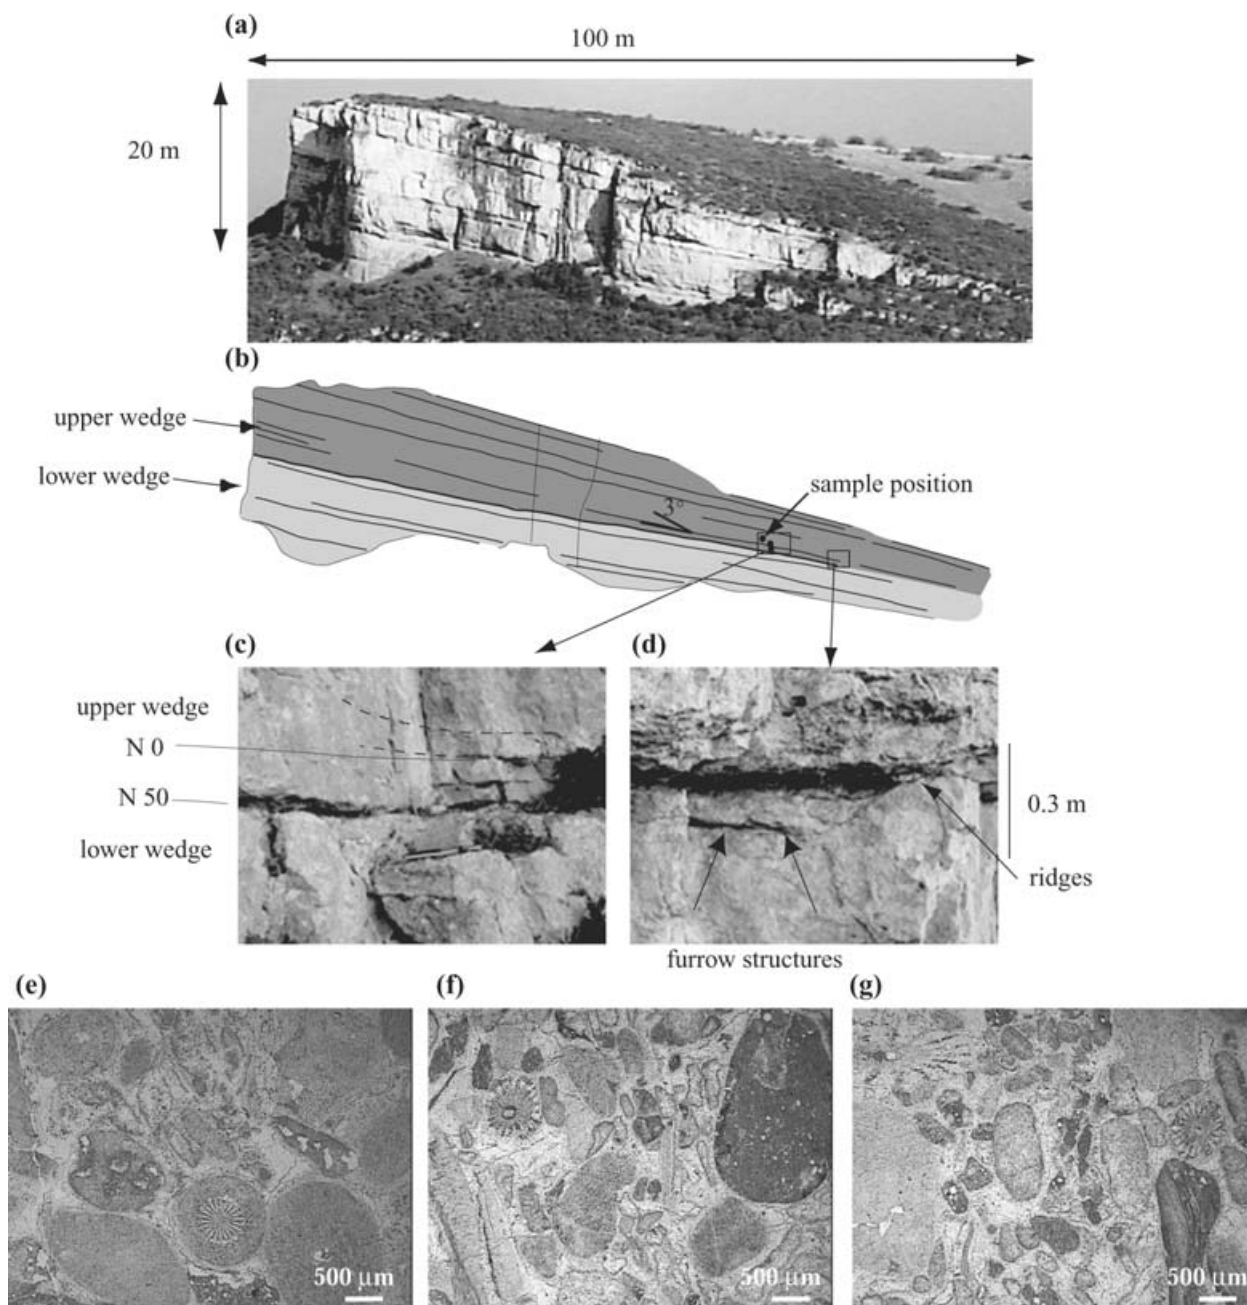 (a)
100 m
20 m
(b)
upper wedge
lower wedge
3°
sample position
(c)
(d)
upper wedge
N 0
N 50
lower wedge
0.3 m
ridges
furrow structures
(e)
(f)
(g)
500 µm
500 µm
500 µm